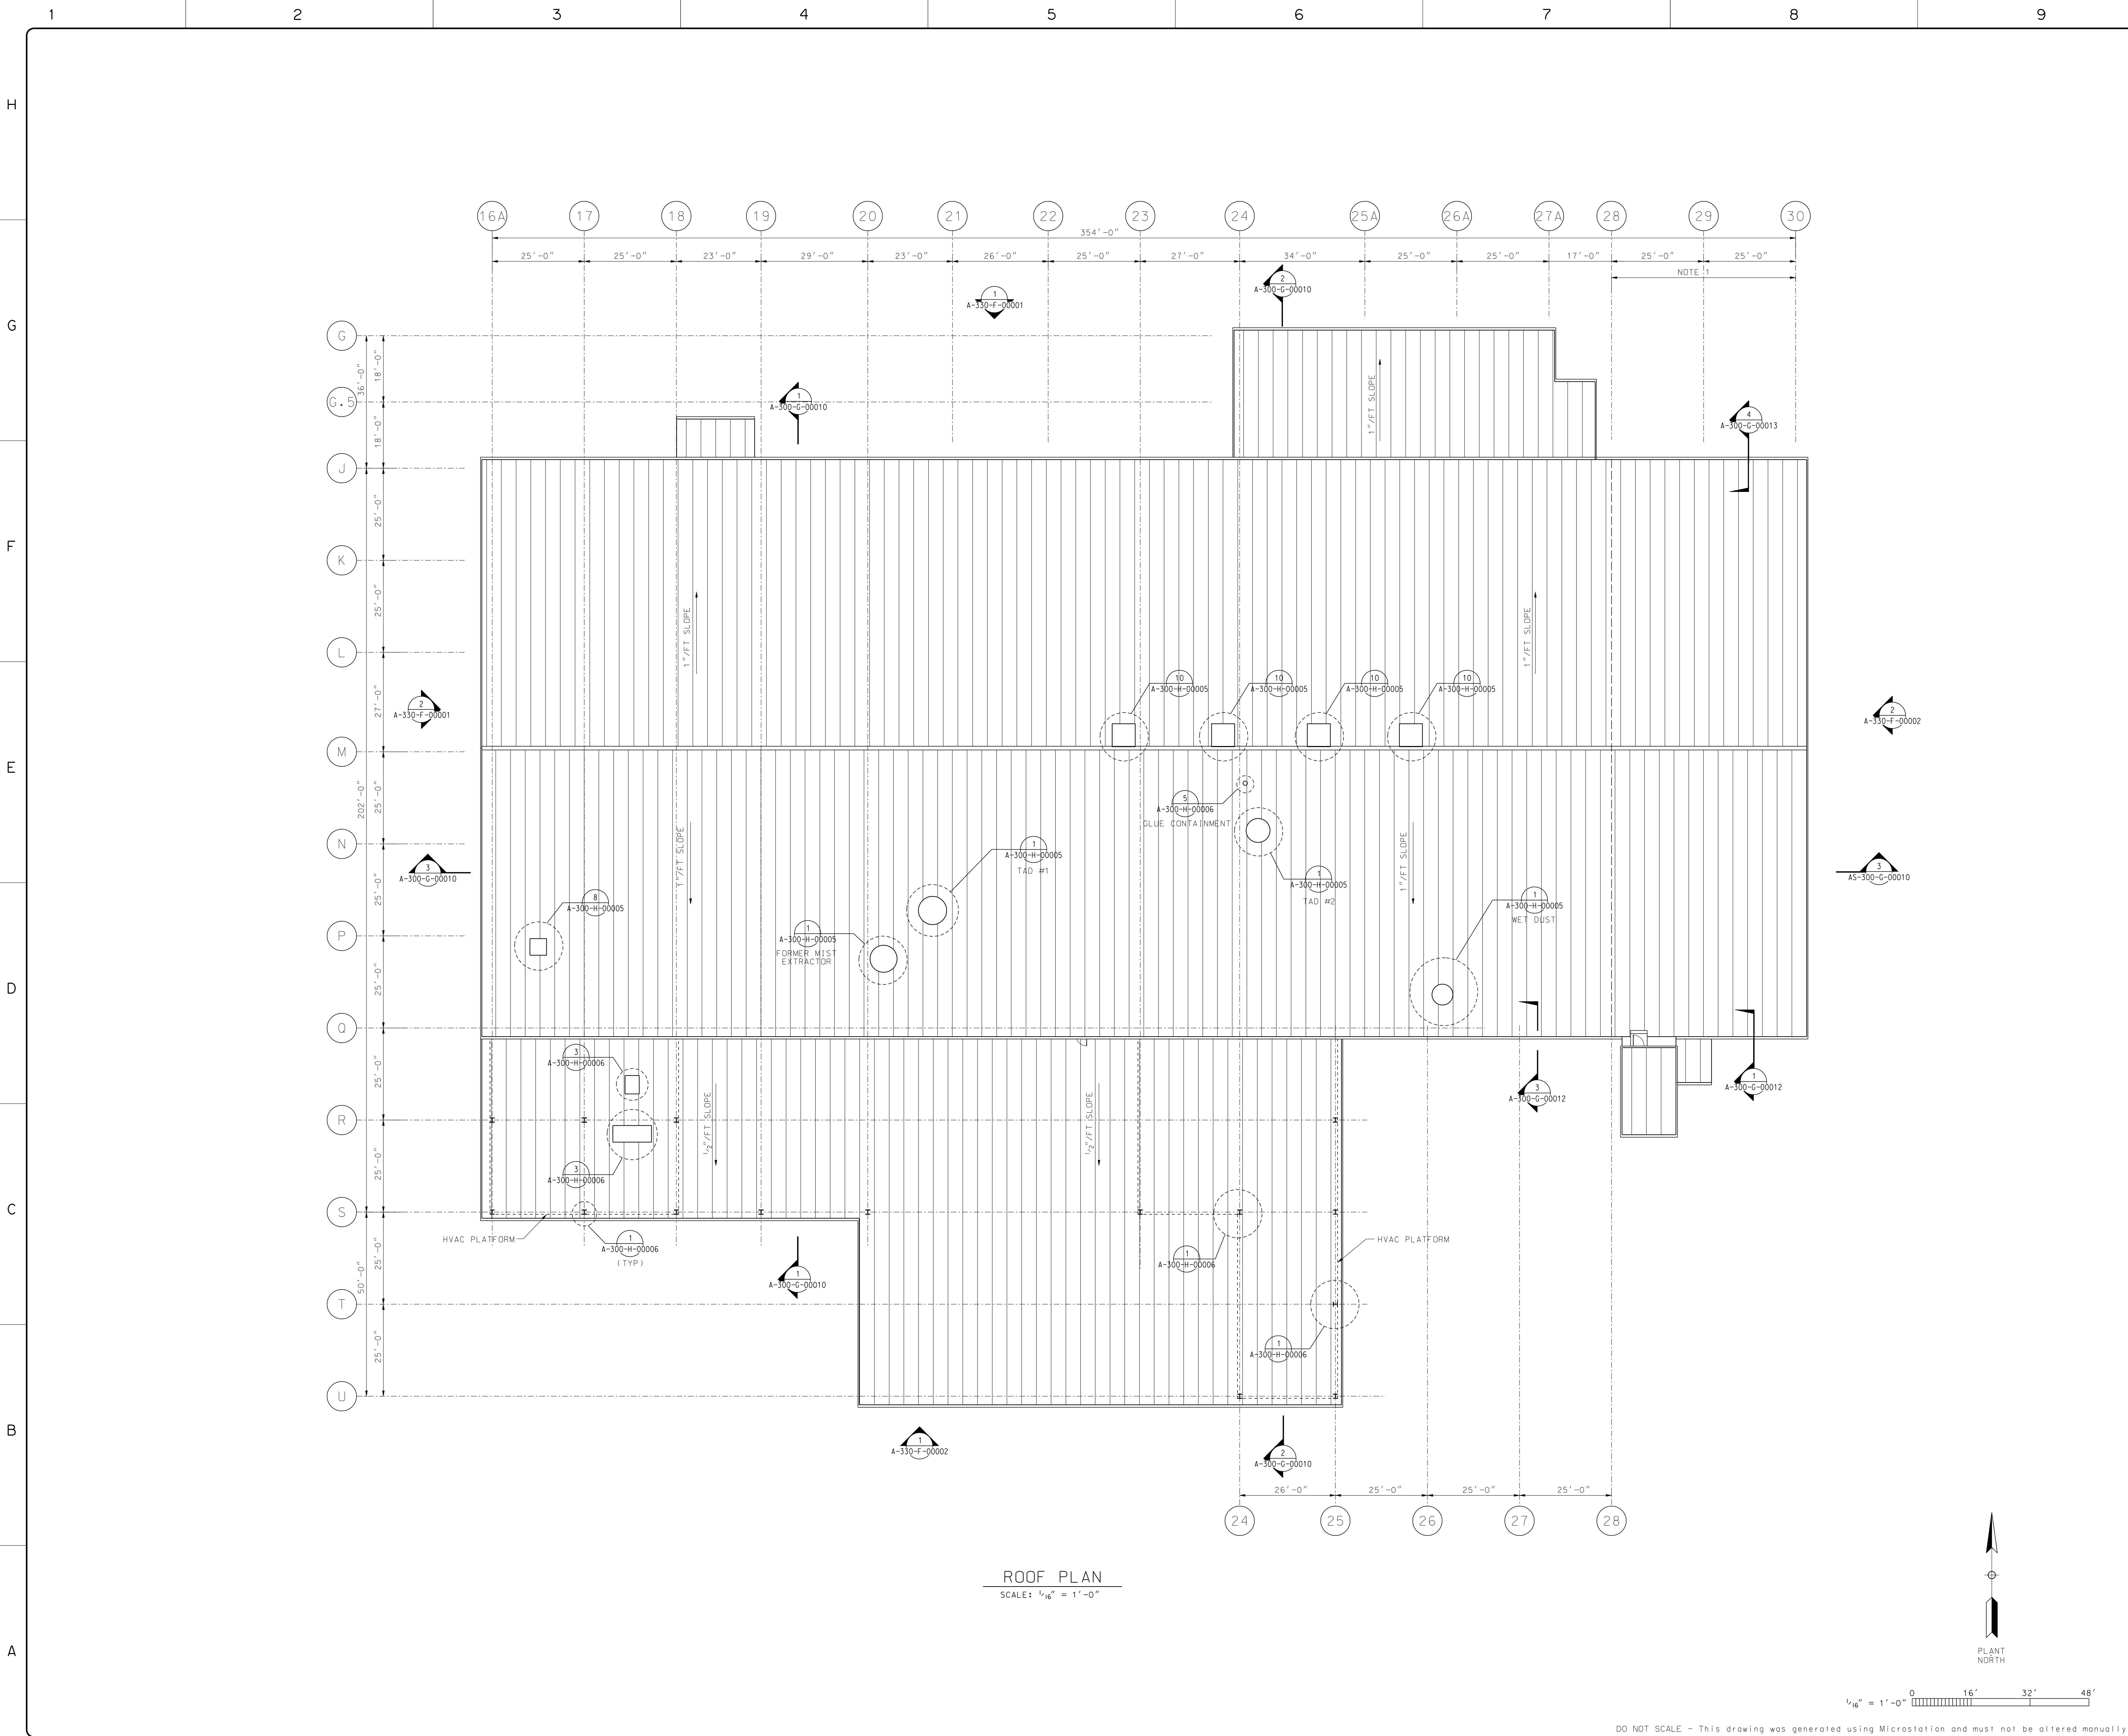 1 2 3 4 5 6 7 8 9
H
G
F
E
D
C
B
A
16A 17 18 19 20 21 22 23 24 25A 26A 27A 28 29 30
354'-0"
25'-0" 25'-0" 23'-0" 29'-0" 23'-0" 26'-0" 25'-0" 27'-0" 34'-0" 25'-0" 25'-0" 17'-0" 25'-0" 25'-0"
NOTE 1
2
A-300-G-00010
1
A-330-F-00001
G
G.5
J
K
L
M
N
P
Q
R
S
T
U
36'-0"
18'-0"
18'-0"
202'-0"
25'-0"
25'-0"
27'-0"
25'-0"
25'-0"
25'-0"
25'-0"
25'-0"
50'-0"
25'-0"
25'-0"
1"/FT SLOPE
1
A-300-G-00010
4
A-300-G-00013
1"/FT SLOPE
1"/FT SLOPE
10
A-300-H-00005
10
A-300-H-00005
10
A-300-H-00005
10
A-300-H-00005
2
A-330-F-00001
2
A-330-F-00002
5
A-300-H-00006
GLUE CONTAINMENT
1"/FT SLOPE
1"/FT SLOPE
1
A-300-H-00005
TAD #1
3
A-300-G-00010
3
AS-300-G-00010
1
A-300-H-00005
TAD #2
8
A-300-H-00005
1
A-300-H-00005
WET DUST
1
A-300-H-00005
FORMER MIST
EXTRACTOR
3
A-300-H-00006
1/2"/FT SLOPE
1/2"/FT SLOPE
3
A-300-G-00012
1
A-300-G-00012
3
A-300-H-00006
HVAC PLATFORM
1
A-300-H-00006
(TYP)
1
A-300-H-00006
HVAC PLATFORM
1
A-300-G-00010
1
A-300-H-00006
1
A-330-F-00002
2
A-300-G-00010
26'-0" 25'-0" 25'-0" 25'-0"
24 25 26 27 28
ROOF PLAN
SCALE: 1/16" = 1'-0"
PLANT
NORTH
1/16" = 1'-0" 0 16' 32' 48'
DO NOT SCALE - This drawing was generated using Microstation and must not be altered manually